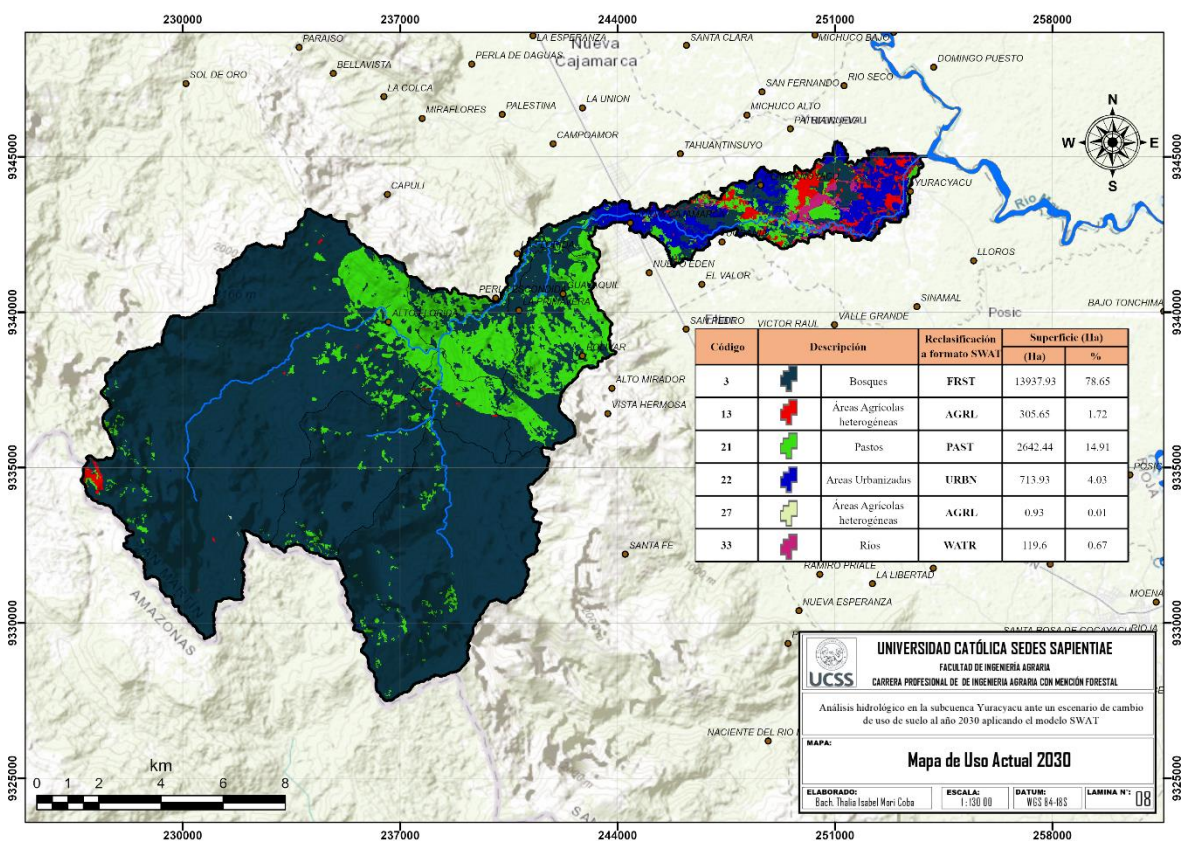 230000
237000
244000
251000
258000
PARAISO
LA ESPERANZA
Nueva
Cajamarca
SANTA CLARA
MICHUCO BAJO
SOL DE ORO
BELLAVISTA
PERLA DE DAGUAS
DOMINGO PUESTO
LA COLCA
SAN FERNANDO
RIO SECO
MIRAFLORES
PALESTINA
LA UNION
MICHUCO ALTO
CAMPOAMOR
TAHUANTINSUYO
N
W
E
S
9345000
9345000
CAPULI
YURACYACU
NUEVO EDEN
EL VALOR
LLOROS
SINAMAL
BAJO TONCHIMA
9340000
9340000
VICTOR RAUL
VALLE GRANDE
Posic
ALTO MIRADOR
VISTA HERMOSA
Código
Descripción
Reclasificación
a formato SWAT
Superficie (Ha)
(Ha)
%
3
Bosques
FRST
13937.93
78.65
13
Áreas Agrícolas
heterogéneas
AGRL
305.65
1.72
21
Pastos
PAST
2642.44
14.91
22
Areas Urbanizadas
URBN
713.93
4.03
27
Áreas Agrícolas
heterogéneas
AGRL
0.93
0.01
33
Ríos
WATR
119.6
0.67
9335000
9335000
SANTA FE
RAMIRO PRIALE
LA LIBERTAD
NUEVA ESPERANZA
MOENA
AMAZONAS
9330000
9330000
UCSS
UNIVERSIDAD CATÓLICA SEDES SAPIENTIAE
FACULTAD DE INGENIERÍA AGRARIA
CARRERA PROFESIONAL DE DE INGENIERIA AGRARIA CON MENCIÓN FORESTAL
Análisis hidrológico en la subcuenca Yuracyacu ante un escenario de cambio
de uso de suelo al año 2030 aplicando el modelo SWAT
MAPA:
Mapa de Uso Actual 2030
ELABORADO:
Bach. Thalia Isabel Mari Coba
ESCALA:
1:130 00
DATUM:
WGS 84-18S
LAMINA N°:
08
NACIENTE DEL RIO
9325000
9325000
km
0 1 2 4 6 8
230000
237000
244000
251000
258000